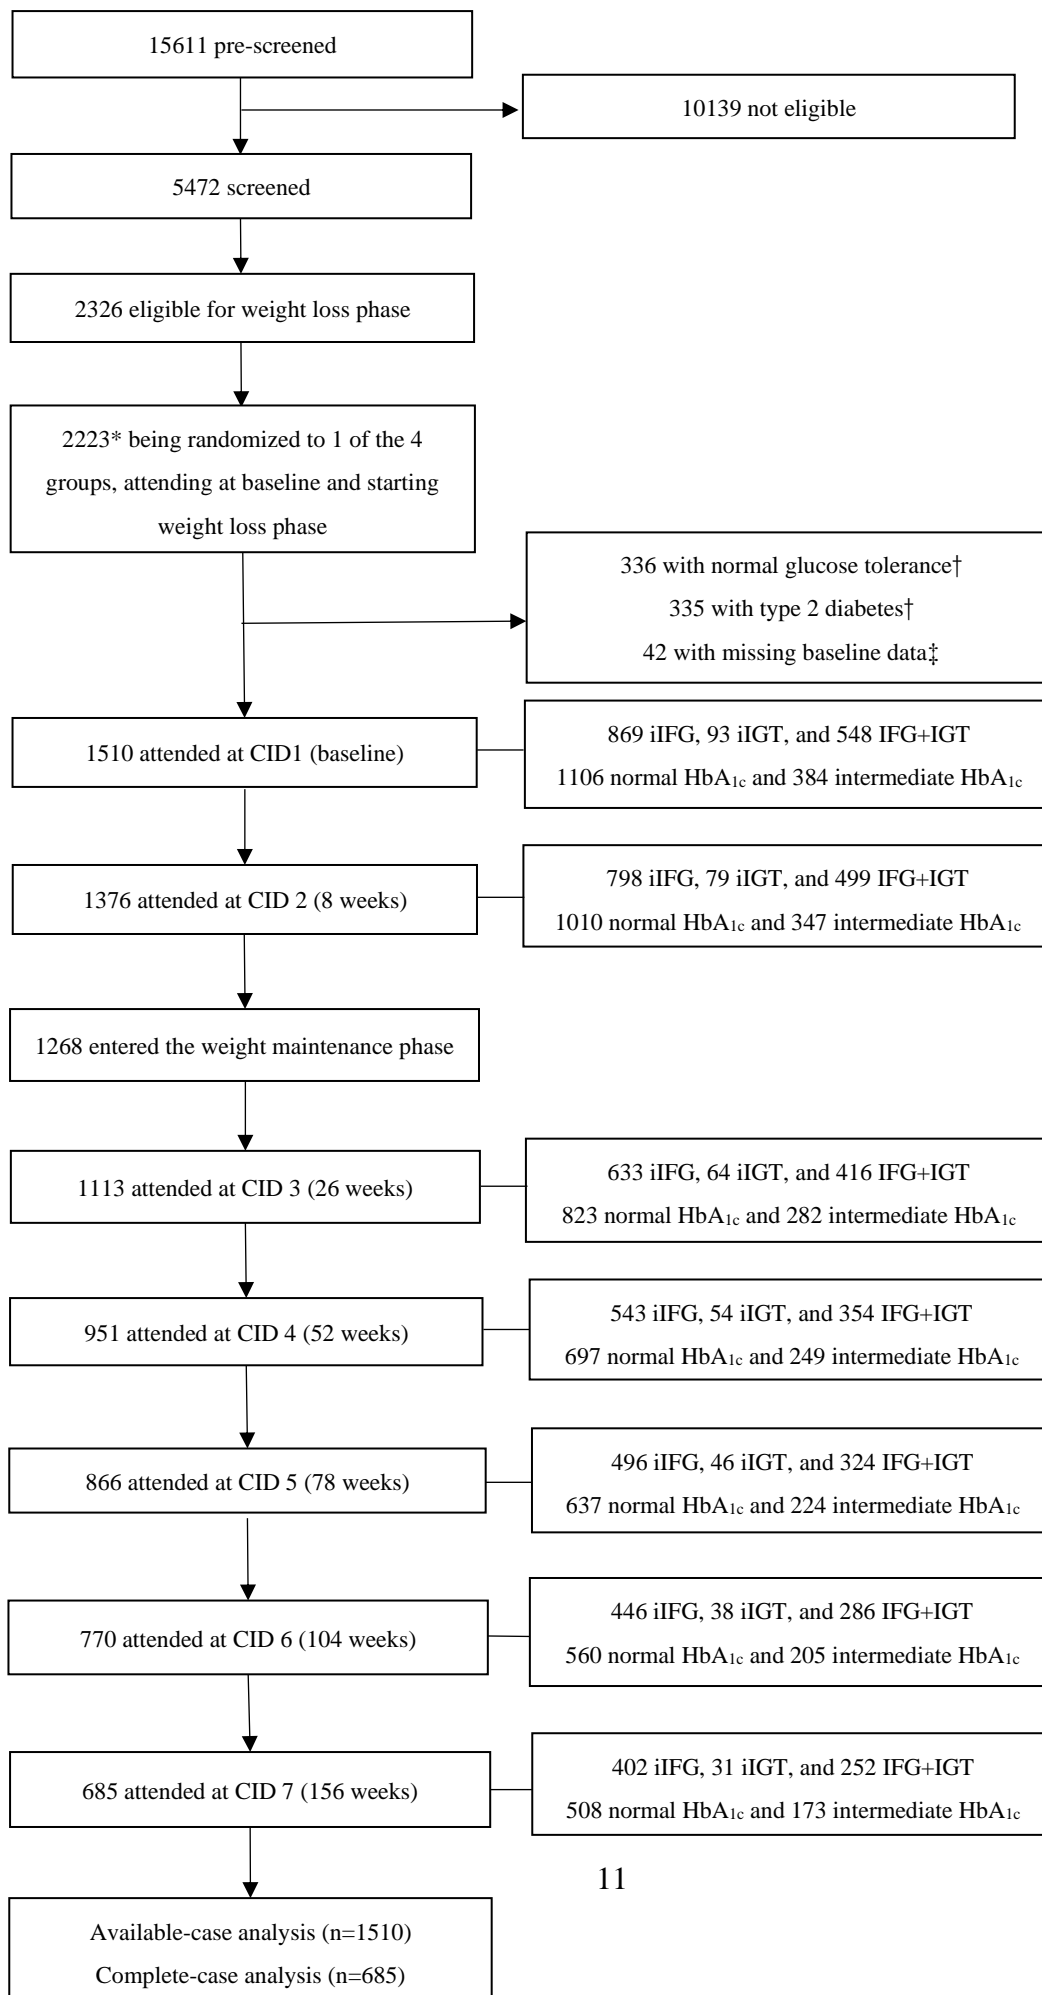 15611 pre-screened
10139 not eligible
5472 screened
2326 eligible for weight loss phase
2223* being randomized to 1 of the 4
groups, attending at baseline and starting
weight loss phase
336 with normal glucose tolerance†
335 with type 2 diabetes†
42 with missing baseline data‡
1510 attended at CID1 (baseline)
869 iIFG, 93 iIGT, and 548 IFG+IGT
1106 normal HbA1c and 384 intermediate HbA1c
1376 attended at CID 2 (8 weeks)
798 iIFG, 79 iIGT, and 499 IFG+IGT
1010 normal HbA1c and 347 intermediate HbA1c
1268 entered the weight maintenance phase
1113 attended at CID 3 (26 weeks)
633 iIFG, 64 iIGT, and 416 IFG+IGT
823 normal HbA1c and 282 intermediate HbA1c
951 attended at CID 4 (52 weeks)
543 iIFG, 54 iIGT, and 354 IFG+IGT
697 normal HbA1c and 249 intermediate HbA1c
866 attended at CID 5 (78 weeks)
496 iIFG, 46 iIGT, and 324 IFG+IGT
637 normal HbA1c and 224 intermediate HbA1c
770 attended at CID 6 (104 weeks)
446 iIFG, 38 iIGT, and 286 IFG+IGT
560 normal HbA1c and 205 intermediate HbA1c
685 attended at CID 7 (156 weeks)
402 iIFG, 31 iIGT, and 252 IFG+IGT
508 normal HbA1c and 173 intermediate HbA1c
11
Available-case analysis (n=1510)
Complete-case analysis (n=685)